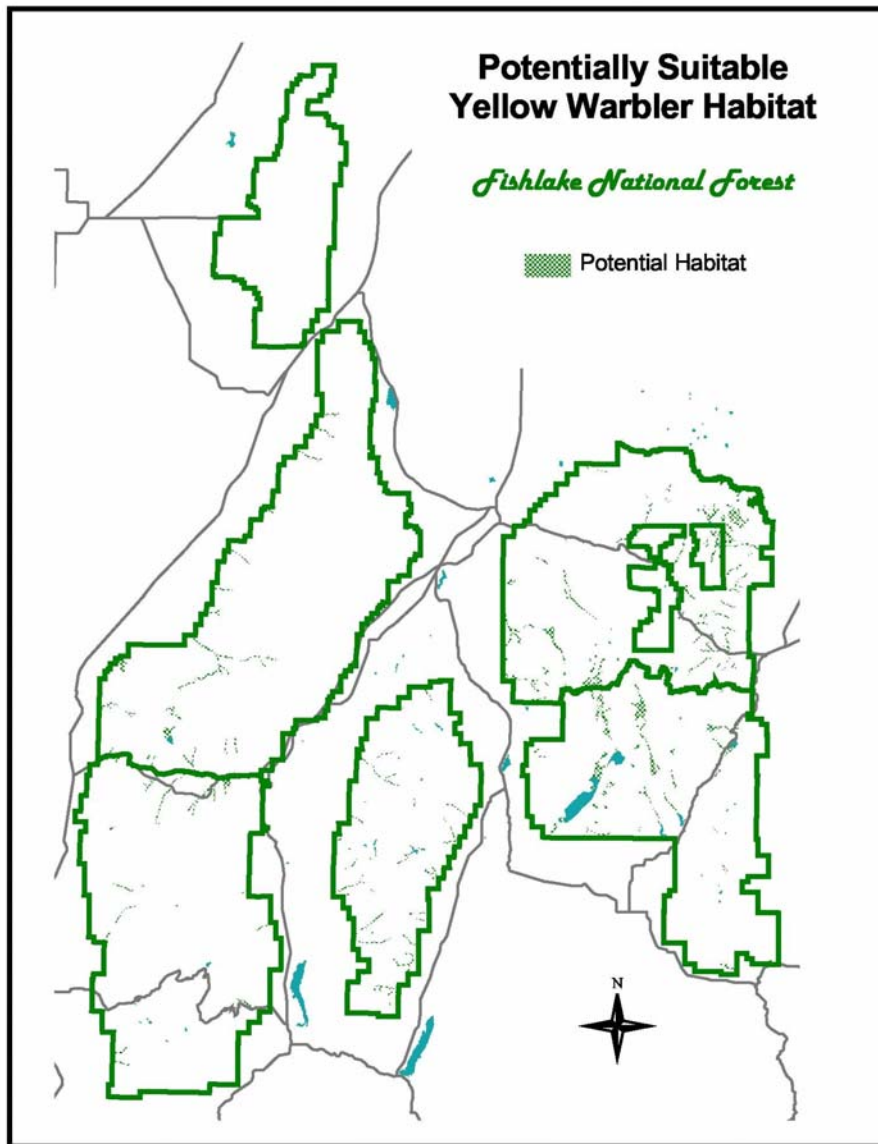 Potentially Suitable
Yellow Warbler Habitat
Fishlake National Forest
Potential Habitat
N